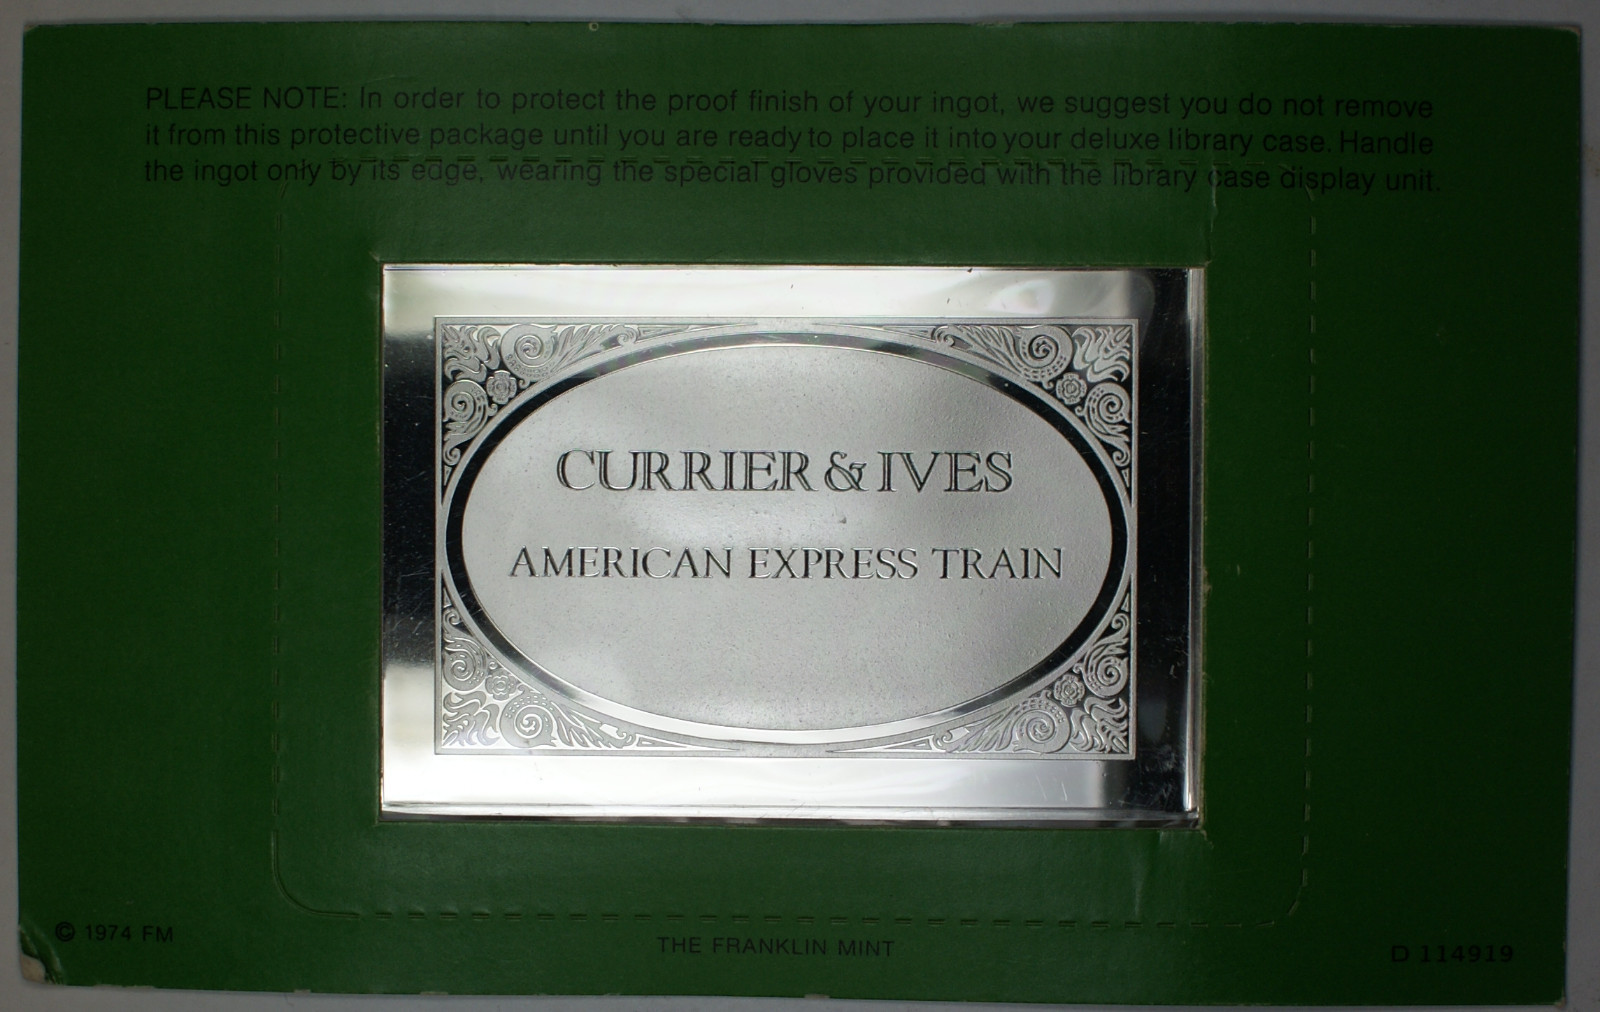 PLEASE NOTE: In order to protect the proof finish of your ingot, we suggest you do not remove
it from this protective package until you are ready to place it into your deluxe library case. Handle
the ingot only by its edge, wearing the special gloves provided with the library case display unit.
CURRIER & IVES
AMERICAN EXPRESS TRAIN
© 1974 FM
THE FRANKLIN MINT
D 114919